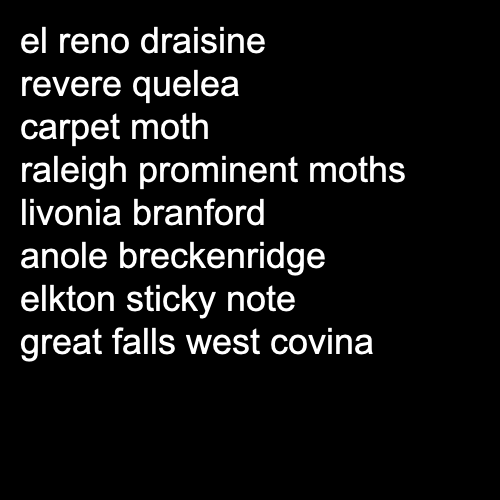 el reno draisine
revere quelea
carpet moth
raleigh prominent moths
livonia branford
anole breckenridge
elkton sticky note
great falls west covina